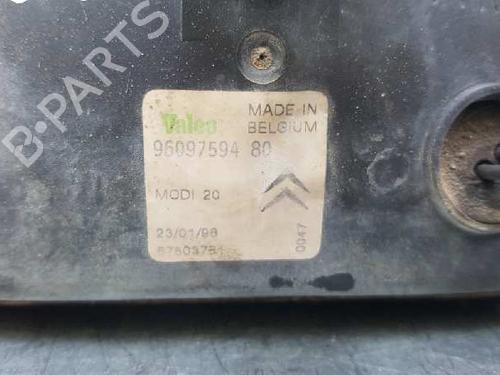 Valeo
MADE IN
BELGIUM
96097594 80
MODI 20
23/01/98
0047
B-PARTS